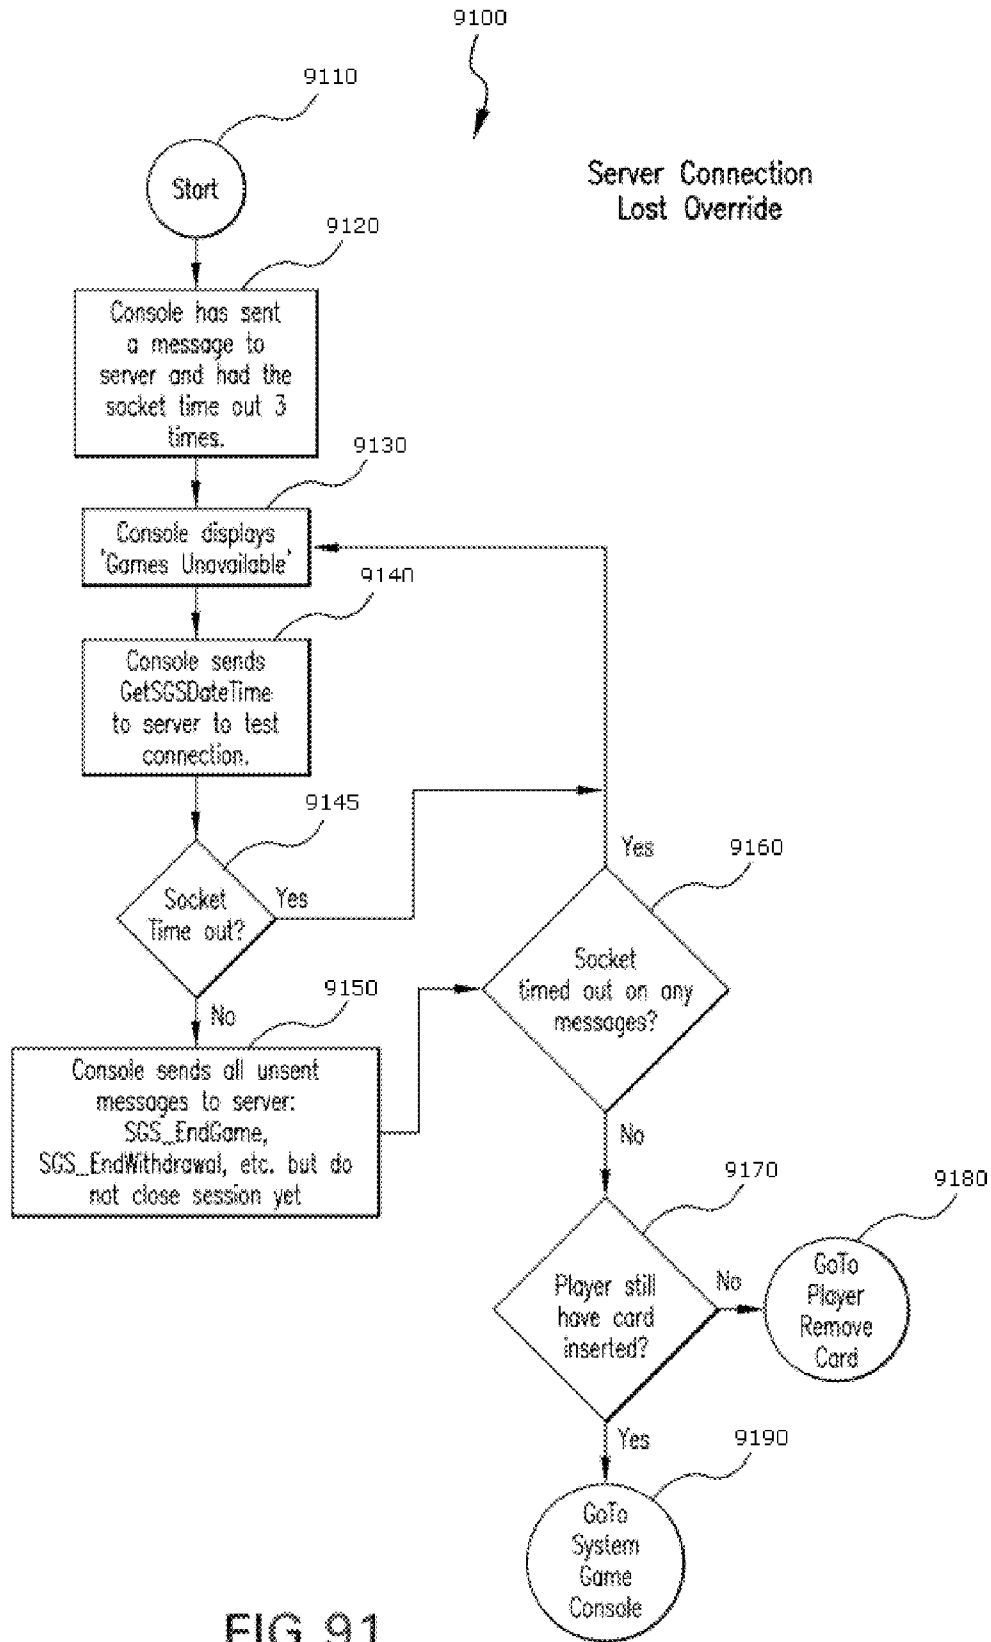 9100
9110
Start
Server Connection
Lost Override
9120
Console has sent
a message to
server and had the
socket time out 3
times.
9130
Console displays
'Games Unavailable'
9140
Console sends
GetSGSDateTime
to server to test
connection.
9145
Socket
Time out?
Yes
No
9150
Console sends all unsent
messages to server:
SGS_EndGame,
SGS_EndWithdrawal, etc. but do
not close session yet
Yes
9160
Socket
timed out on any
messages?
No
9170
Player still
have card
inserted?
No
9180
GoTo
Player
Remove
Card
Yes
9190
GoTo
System
Game
Console
FIG 91